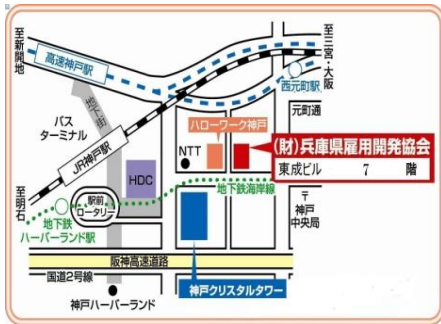 至新開地
高速神戸駅
至三宮・大阪
西元町駅
元町通
地下街
バス
ターミナル
ハローワーク神戸
JR神戸駅
NTT
(財)兵庫県雇用開発協会
東成ビル 7 階
HDC
地下鉄海岸線
至明石
駅前
ロータリー
地下鉄
ハーバーランド駅
〒
神戸
中央局
阪神高速道路
国道2号線
神戸クリスタルタワー
神戸ハーバーランド